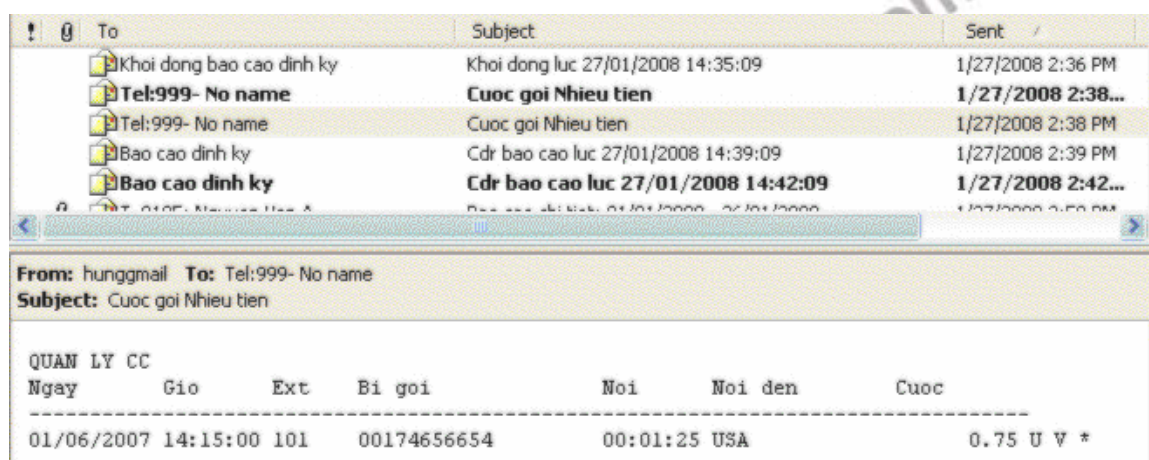 ! To Subject Sent
Khoi dong bao cao dinh ky Khoi dong luc 27/01/2008 14:35:09 1/27/2008 2:36 PM
Tel:999- No name Cuoc goi Nhieu tien 1/27/2008 2:38...
Tel:999- No name Cuoc goi Nhieu tien 1/27/2008 2:38 PM
Bao cao dinh ky Cdr bao cao luc 27/01/2008 14:39:09 1/27/2008 2:39 PM
Bao cao dinh ky Cdr bao cao luc 27/01/2008 14:42:09 1/27/2008 2:42...
From: hunggmail To: Tel:999- No name
Subject: Cuoc goi Nhieu tien
QUAN LY CC
Ngay Gio Ext Bi goi Noi Noi den Cuoc
--------------------------------------------------------------------------------
01/06/2007 14:15:00 101 00174656654 00:01:25 USA 0.75 U V *